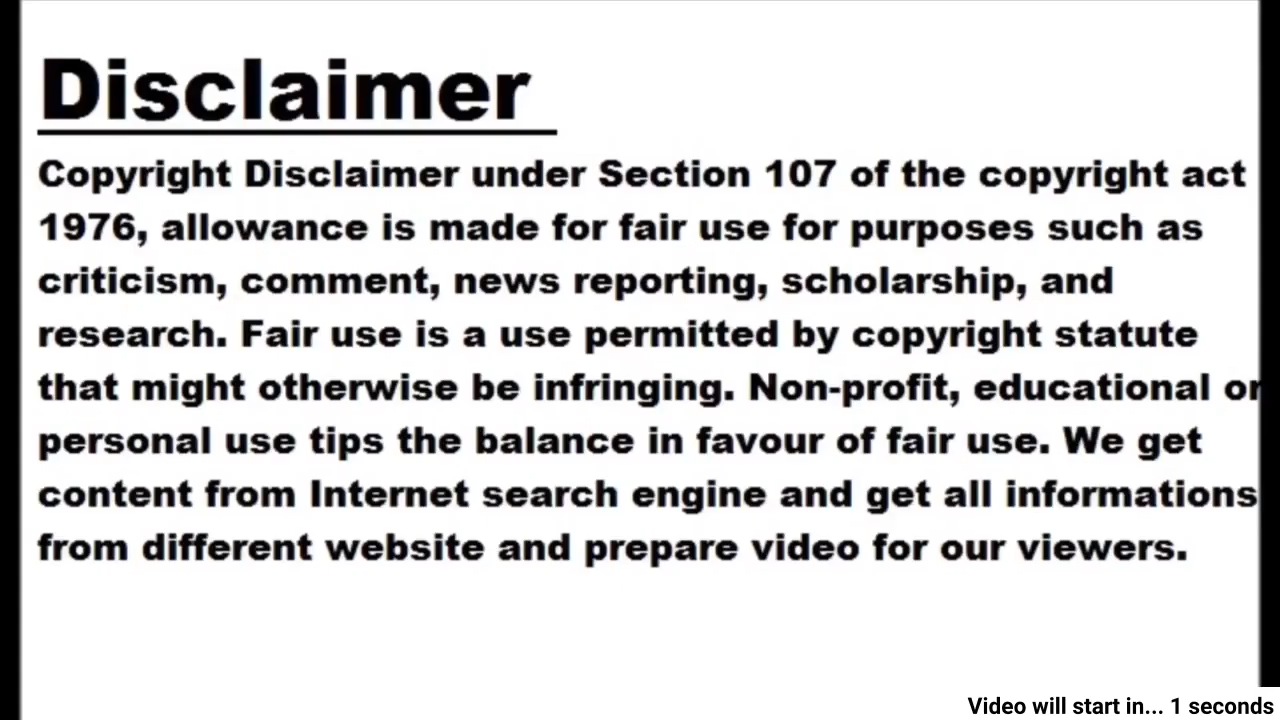 Disclaimer
Copyright Disclaimer under Section 107 of the copyright act
1976, allowance is made for fair use for purposes such as
criticism, comment, news reporting, scholarship, and
research. Fair use is a use permitted by copyright statute
that might otherwise be infringing. Non-profit, educational or
personal use tips the balance in favour of fair use. We get
content from Internet search engine and get all informations
from different website and prepare video for our viewers.
Video will start in... 1 seconds